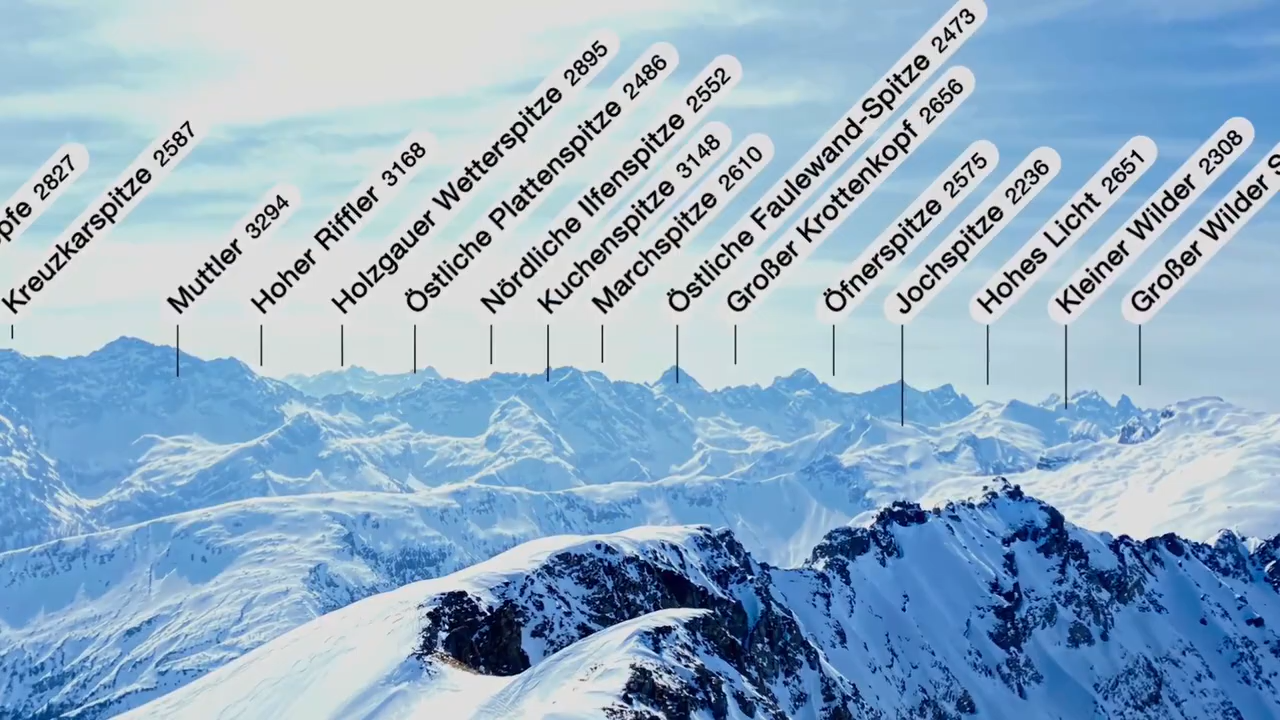 pfe 2827
Kreuzkarspitze 2587
Muttler 3294
Hoher Riffler 3168
Holzgauer Wetterspitze 2895
Östliche Plattenspitze 2486
Nördliche Ilfenspitze 2552
Kuchenspitze 3148
Marchspitze 2610
Östliche Faulewand-Spitze 2473
Großer Krottenkopf 2656
Öfnerspitze 2575
Jochspitze 2236
Hohes Licht 2651
Kleiner Wilder 2308
Großer Wilder S